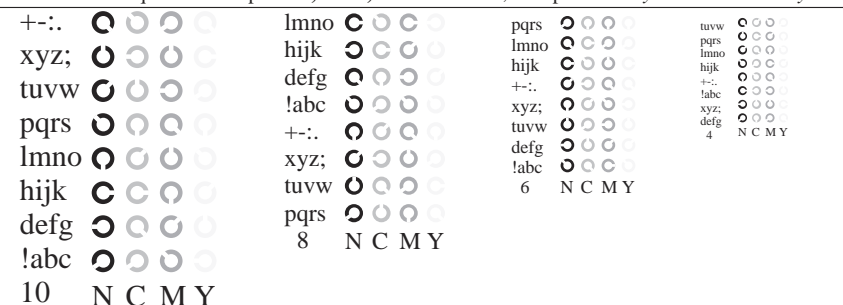 +-:.
xyz;
tuvw
pqrs
lmno
hijk
defg
!abc
10 N C M Y
lmno
hijk
defg
!abc
+-:.
xyz;
tuvw
pqrs
8 N C M Y
pqrs
lmno
hijk
+-:.
xyz;
tuvw
defg
!abc
6 N C M Y
tuvw
pqrs
lmno
hijk
+-:.
!abc
xyz;
defg
4 N C M Y